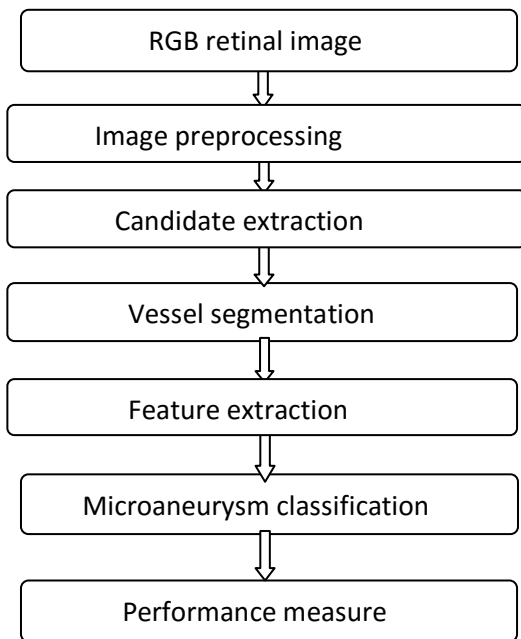 RGB retinal image
Image preprocessing
Candidate extraction
Vessel segmentation
Feature extraction
Microaneurysm classification
Performance measure